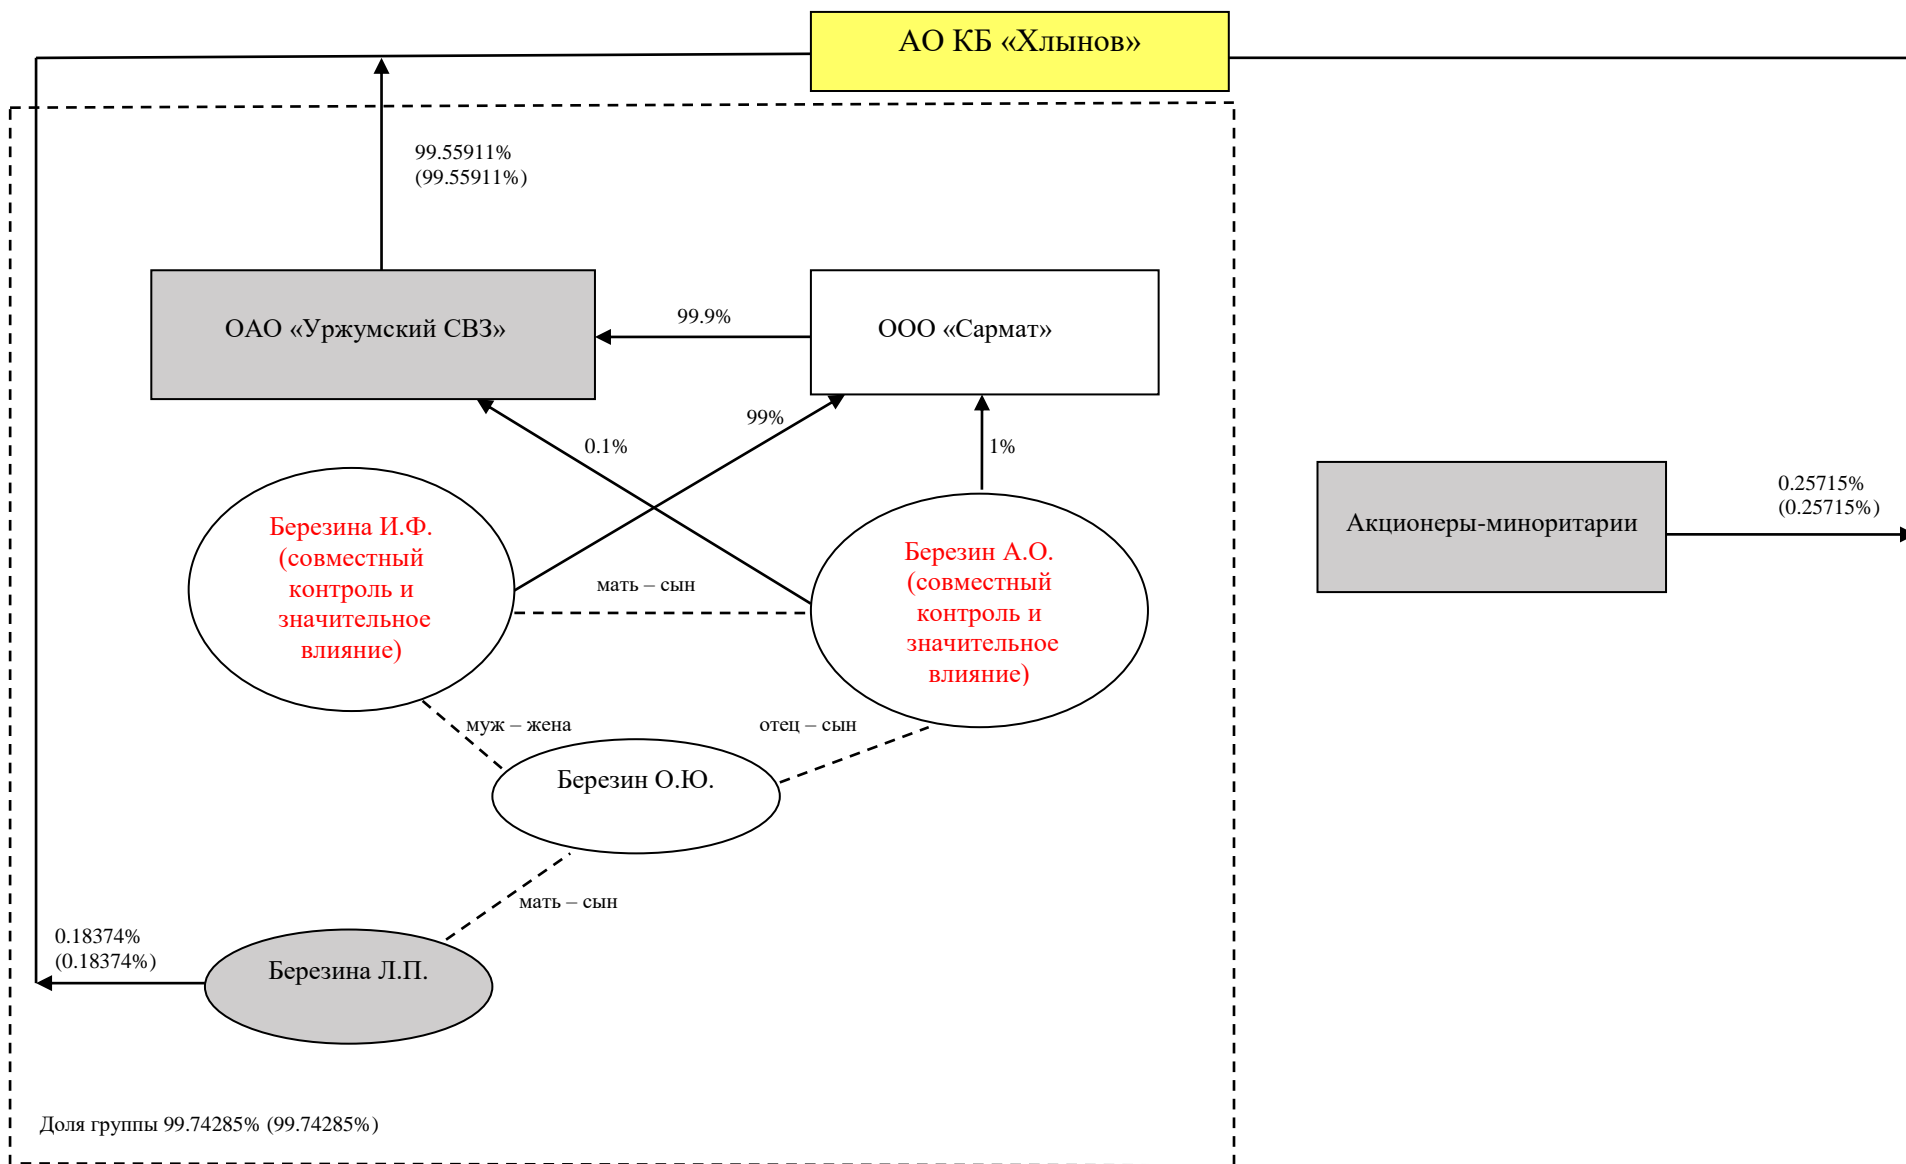 АО КБ «Хлынов»
99.55911%
(99.55911%)
ОАО «Уржумский СВЗ»
99.9%
ООО «Сармат»
99%
0.1%
1%
Березина И.Ф.
(совместный
контроль и
значительное
влияние)
мать – сын
Березин А.О.
(совместный
контроль и
значительное
влияние)
Акционеры-миноритарии
0.25715%
(0.25715%)
муж – жена
отец – сын
Березин О.Ю.
мать – сын
0.18374%
(0.18374%)
Березина Л.П.
Доля группы 99.74285% (99.74285%)